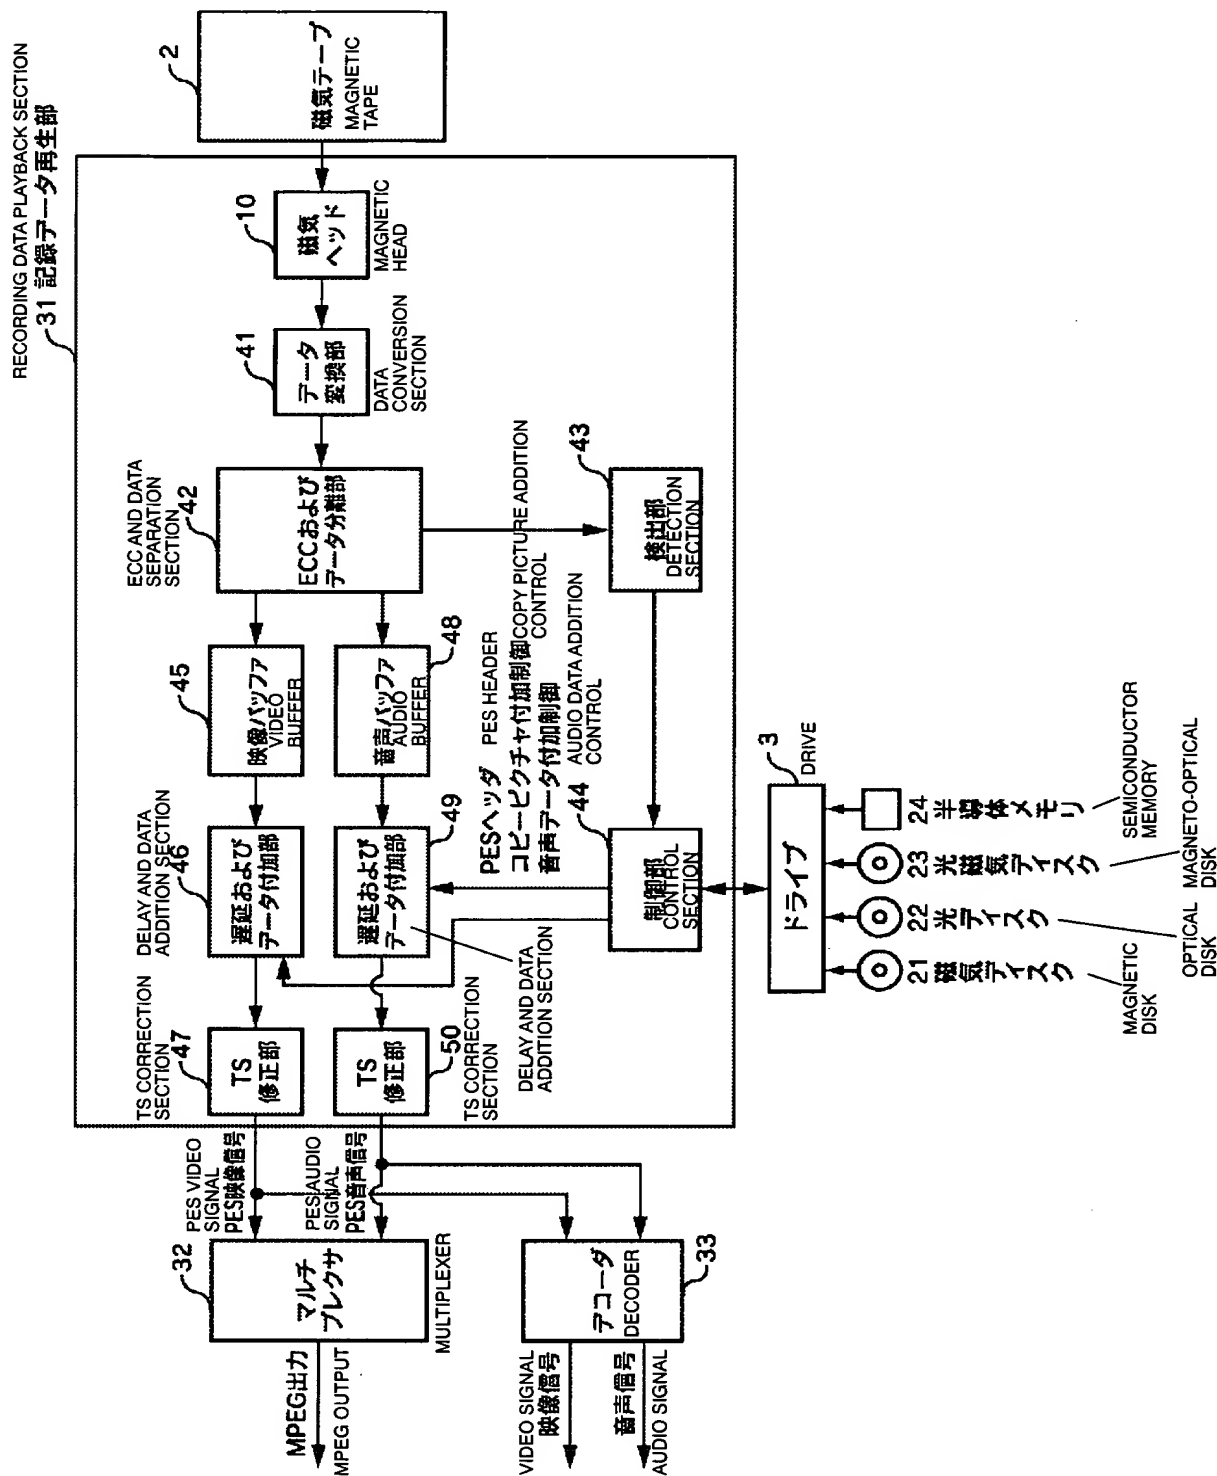 RECORDING DATA PLAYBACK SECTION
31 記録データ再生部
2
磁気テープ
MAGNETIC
TAPE
10
磁気
ヘッド
MAGNETIC
HEAD
41
データ
変換部
DATA
CONVERSION
SECTION
ECC AND DATA
SEPARATION
SECTION
42
ECCおよび
データ分離部
43
検出部
DETECTION
SECTION
45
映像バッファ
VIDEO
BUFFER
48
音声バッファ
AUDIO
BUFFER
PESヘッダ PES HEADER
コピーピクチャ付加制御 COPY PICTURE ADDITION
CONTROL
音声データ付加制御
AUDIO DATA ADDITION
CONTROL
44
制御部
CONTROL
SECTION
DELAY AND DATA
ADDITION SECTION
46
遅延および
データ付加部
49
遅延および
データ付加部
DELAY AND DATA
ADDITION SECTION
TS CORRECTION
SECTION
47
TS
修正部
50
TS
修正部
TS CORRECTION
SECTION
PES VIDEO
SIGNAL
PES映像信号
PES AUDIO
SIGNAL
PES音声信号
32
マルチ
プレクサ
MULTIPLEXER
MPEG出力
MPEG OUTPUT
33
デコーダ
DECODER
VIDEO SIGNAL
映像信号
音声信号
AUDIO SIGNAL
3
DRIVE
ドライブ
21
磁気ディスク
MAGNETIC
DISK
22
光ディスク
OPTICAL
DISK
23
光磁気ディスク
MAGNETO-OPTICAL
DISK
24
半導体メモリ
SEMICONDUCTOR
MEMORY